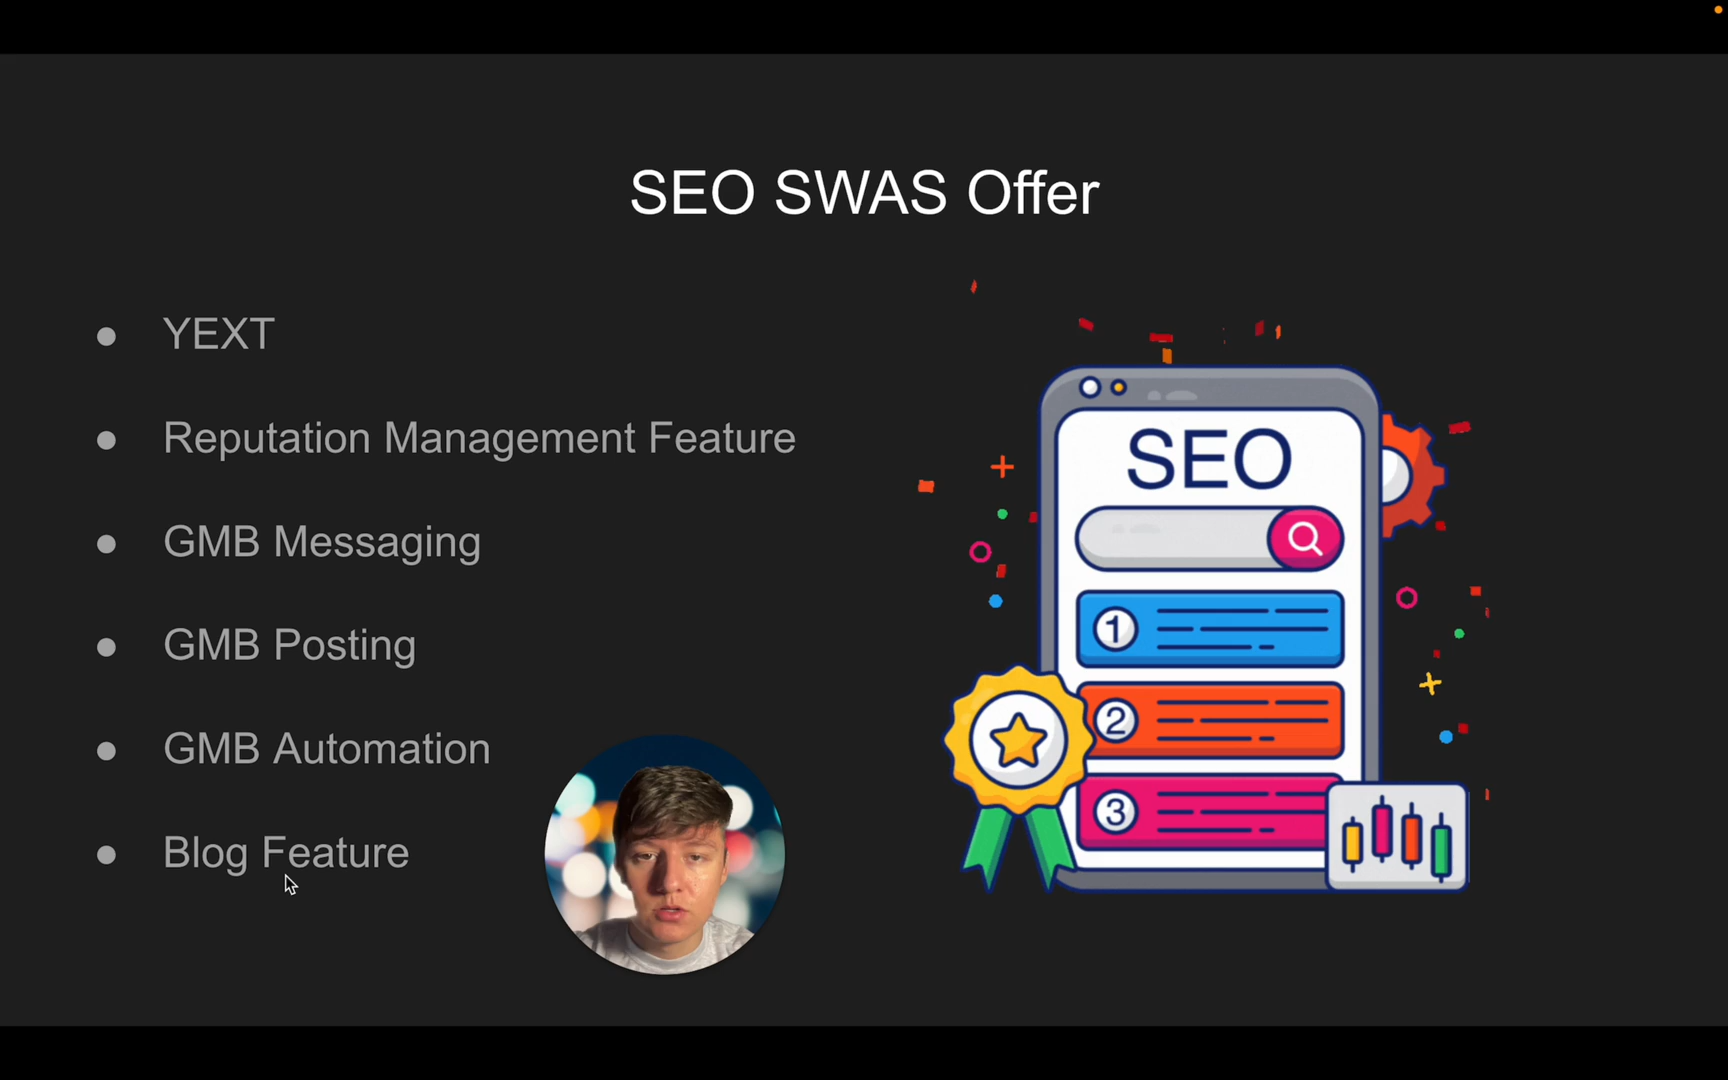 SEO SWAS Offer
● YEXT
● Reputation Management Feature
● GMB Messaging
● GMB Posting
● GMB Automation
● Blog Feature
SEO
1
2
3